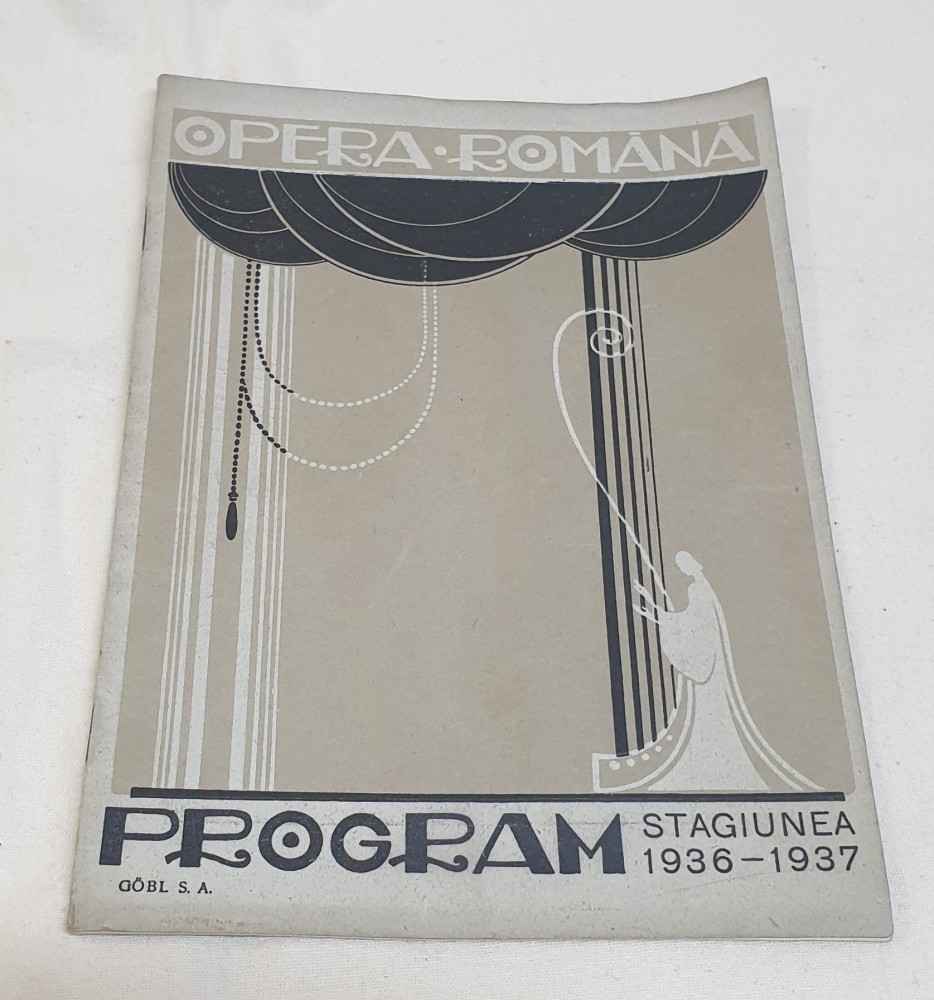 OPERA · ROMÂNĂ
PROGRAM
STAGIUNEA
1936-1937
GÖBL S. A.